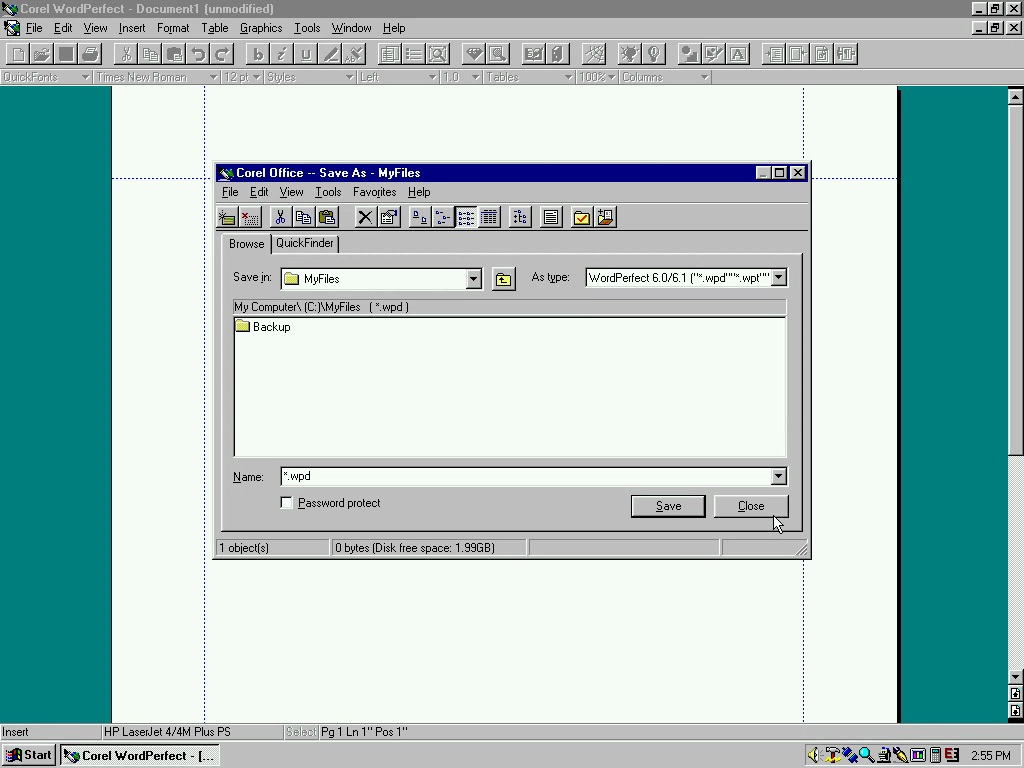 Corel WordPerfect - Document1 (unmodified)
File Edit View Insert Format Table Graphics Tools Window Help
QuickFonts Times New Roman 12 pt Styles Left 1.0 Tables 100% Columns
Corel Office -- Save As - MyFiles
File Edit View Tools Favorites Help
Browse QuickFinder
Save in: MyFiles As type: WordPerfect 6.0/6.1 ("*.wpd""*.wpt""
My Computer\ (C:)\MyFiles ( *.wpd )
Backup
Name: *.wpd
Password protect Save Close
1 object(s) 0 bytes (Disk free space: 1.99GB)
Insert HP LaserJet 4/4M Plus PS Select Pg 1 Ln 1" Pos 1"
Start Corel WordPerfect - [... 2:55 PM